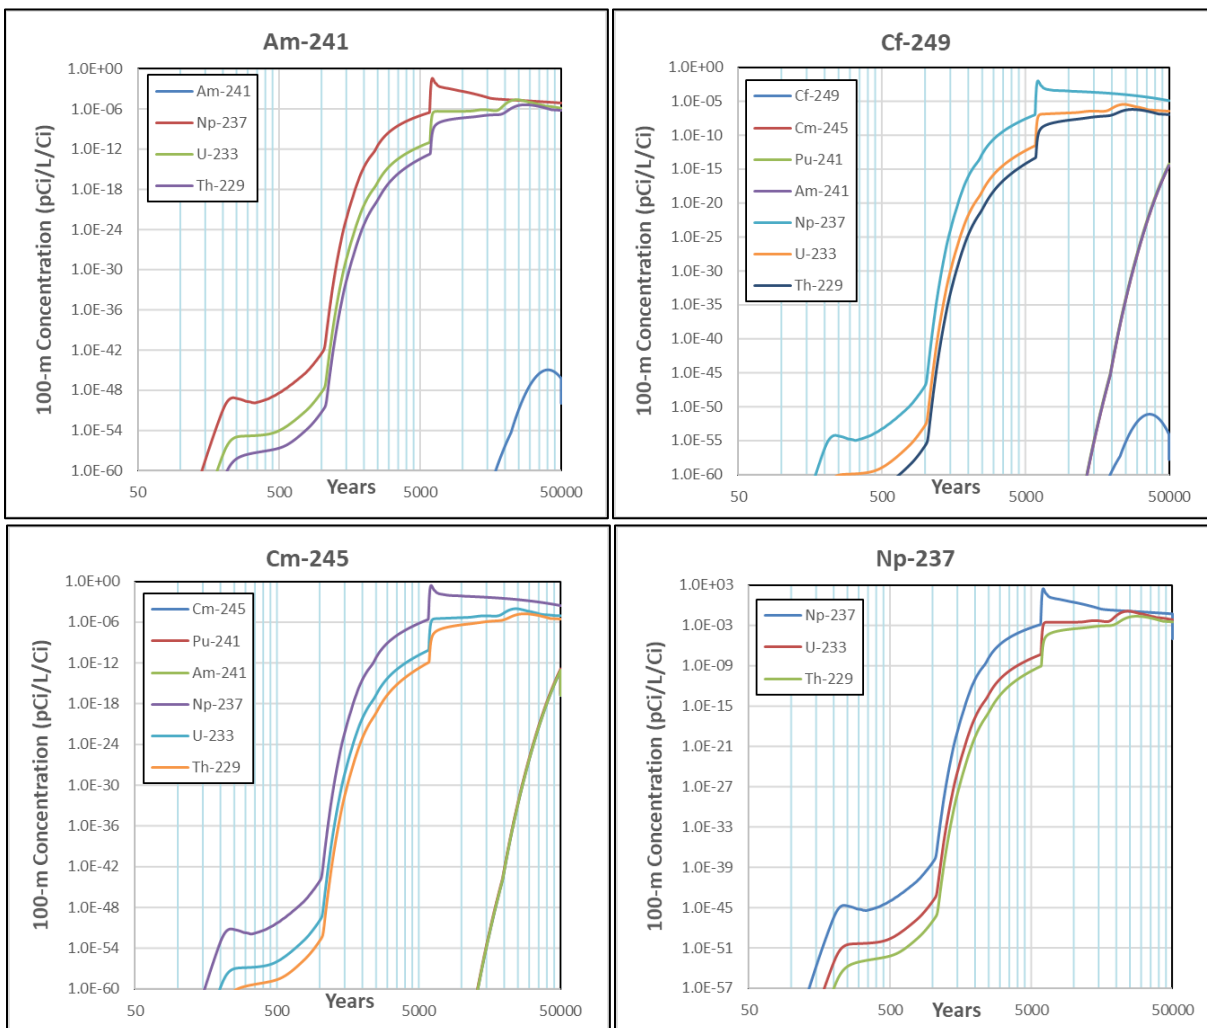 Am-241
100-m Concentration (pCi/L/Ci)
1.0E+00
1.0E-06
1.0E-12
1.0E-18
1.0E-24
1.0E-30
1.0E-36
1.0E-42
1.0E-48
1.0E-54
1.0E-60
Am-241
Np-237
U-233
Th-229
50
500
5000
50000
Years
Cf-249
100-m Concentration (pCi/L/Ci)
1.0E+00
1.0E-05
1.0E-10
1.0E-15
1.0E-20
1.0E-25
1.0E-30
1.0E-35
1.0E-40
1.0E-45
1.0E-50
1.0E-55
1.0E-60
Cf-249
Cm-245
Pu-241
Am-241
Np-237
U-233
Th-229
50
500
5000
50000
Years
Cm-245
100-m Concentration (pCi/L/Ci)
1.0E+00
1.0E-06
1.0E-12
1.0E-18
1.0E-24
1.0E-30
1.0E-36
1.0E-42
1.0E-48
1.0E-54
1.0E-60
Cm-245
Pu-241
Am-241
Np-237
U-233
Th-229
50
500
5000
50000
Years
Np-237
100-m Concentration (pCi/L/Ci)
1.0E+03
1.0E-03
1.0E-09
1.0E-15
1.0E-21
1.0E-27
1.0E-33
1.0E-39
1.0E-45
1.0E-51
1.0E-57
Np-237
U-233
Th-229
50
500
5000
50000
Years